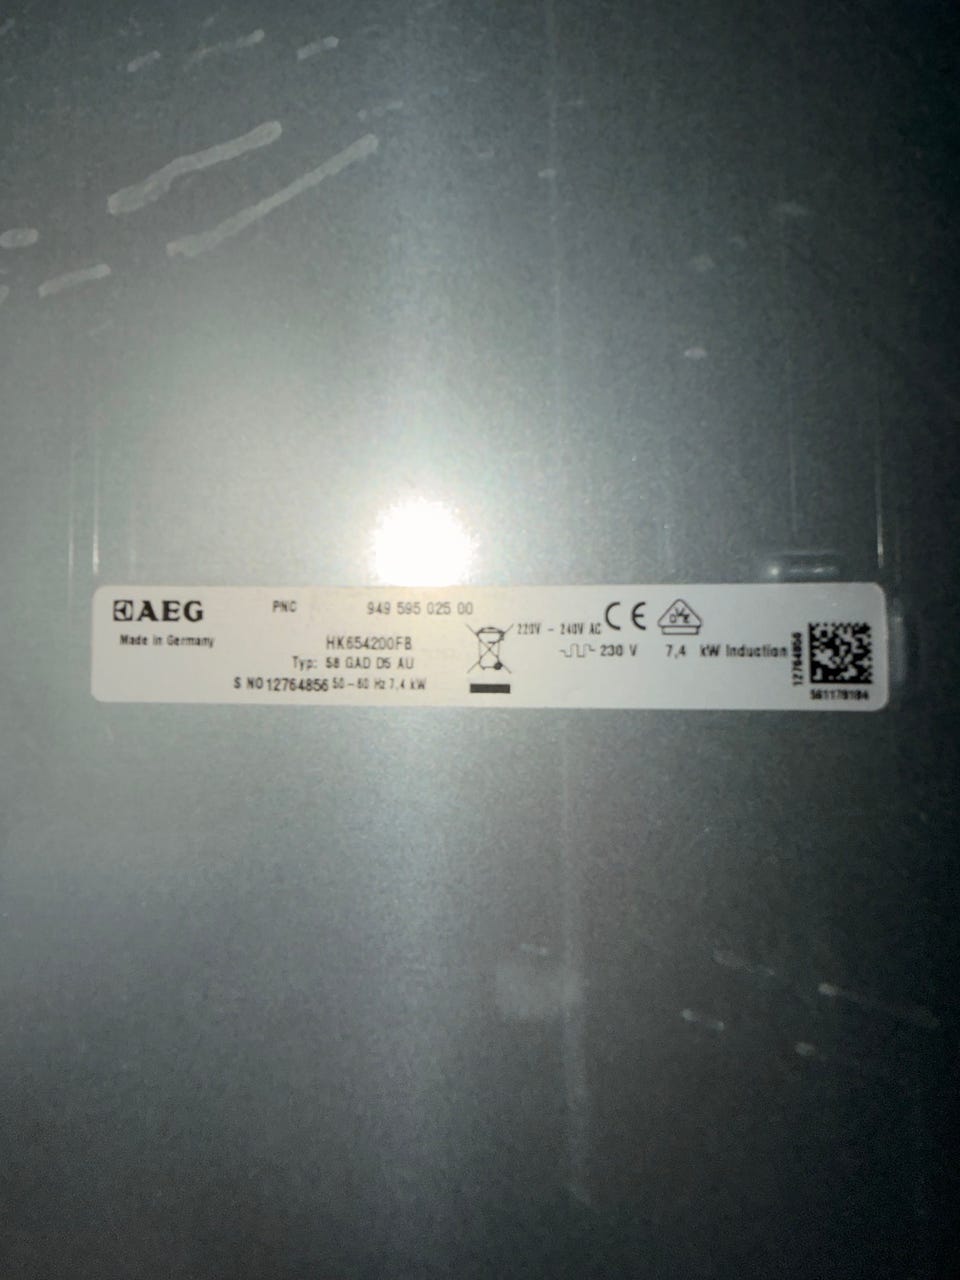 AEG
Made in Germany
PNC 949 595 025 00
HK654200FB
Typ: 58 GAD D5 AU
S NO 12764856 50 - 60 Hz 7,4 kW
220V - 240V AC
CE
230 V 7,4 kW Induction
12764856
561178184